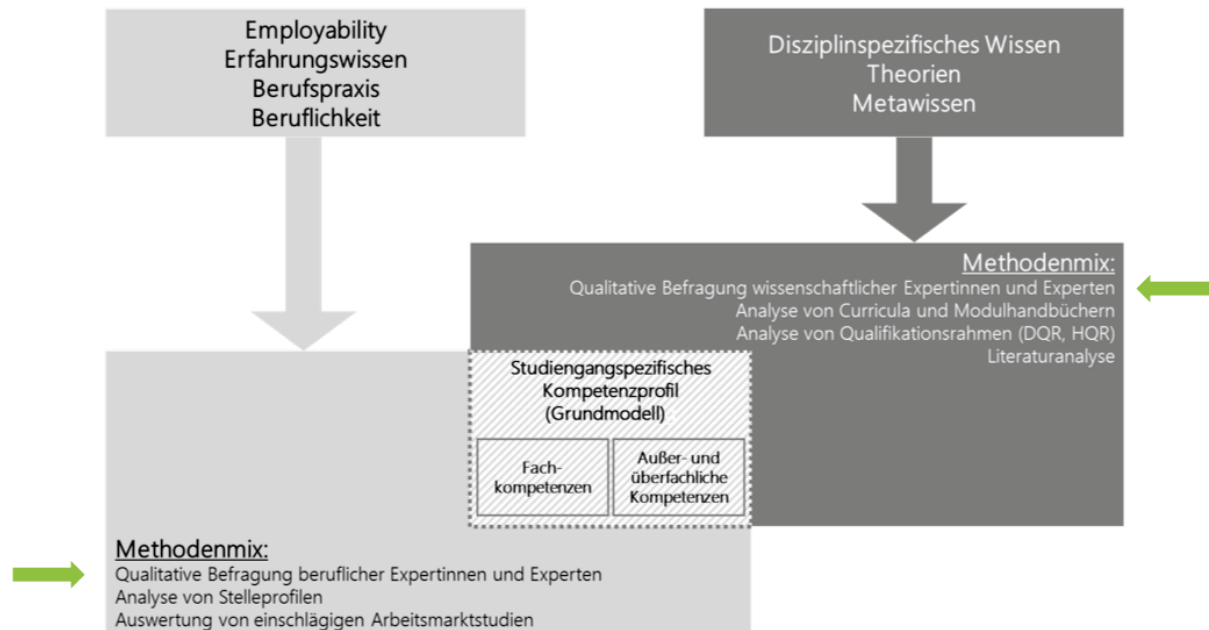 Employability
Erfahrungswissen
Berufspraxis
Beruflichkeit
Disziplinspezifisches Wissen
Theorien
Metawissen
Methodenmix:
Qualitative Befragung wissenschaftlicher Expertinnen und Experten
Analyse von Curricula und Modulhandbüchern
Analyse von Qualifikationsrahmen (DQR, HQR)
Literaturanalyse
Studiengangspezifisches
Kompetenzprofil
(Grundmodell)
Fach-
kompetenzen
Außer- und
überfachliche
Kompetenzen
Methodenmix:
Qualitative Befragung beruflicher Expertinnen und Experten
Analyse von Stelleprofilen
Auswertung von einschlägigen Arbeitsmarktstudien